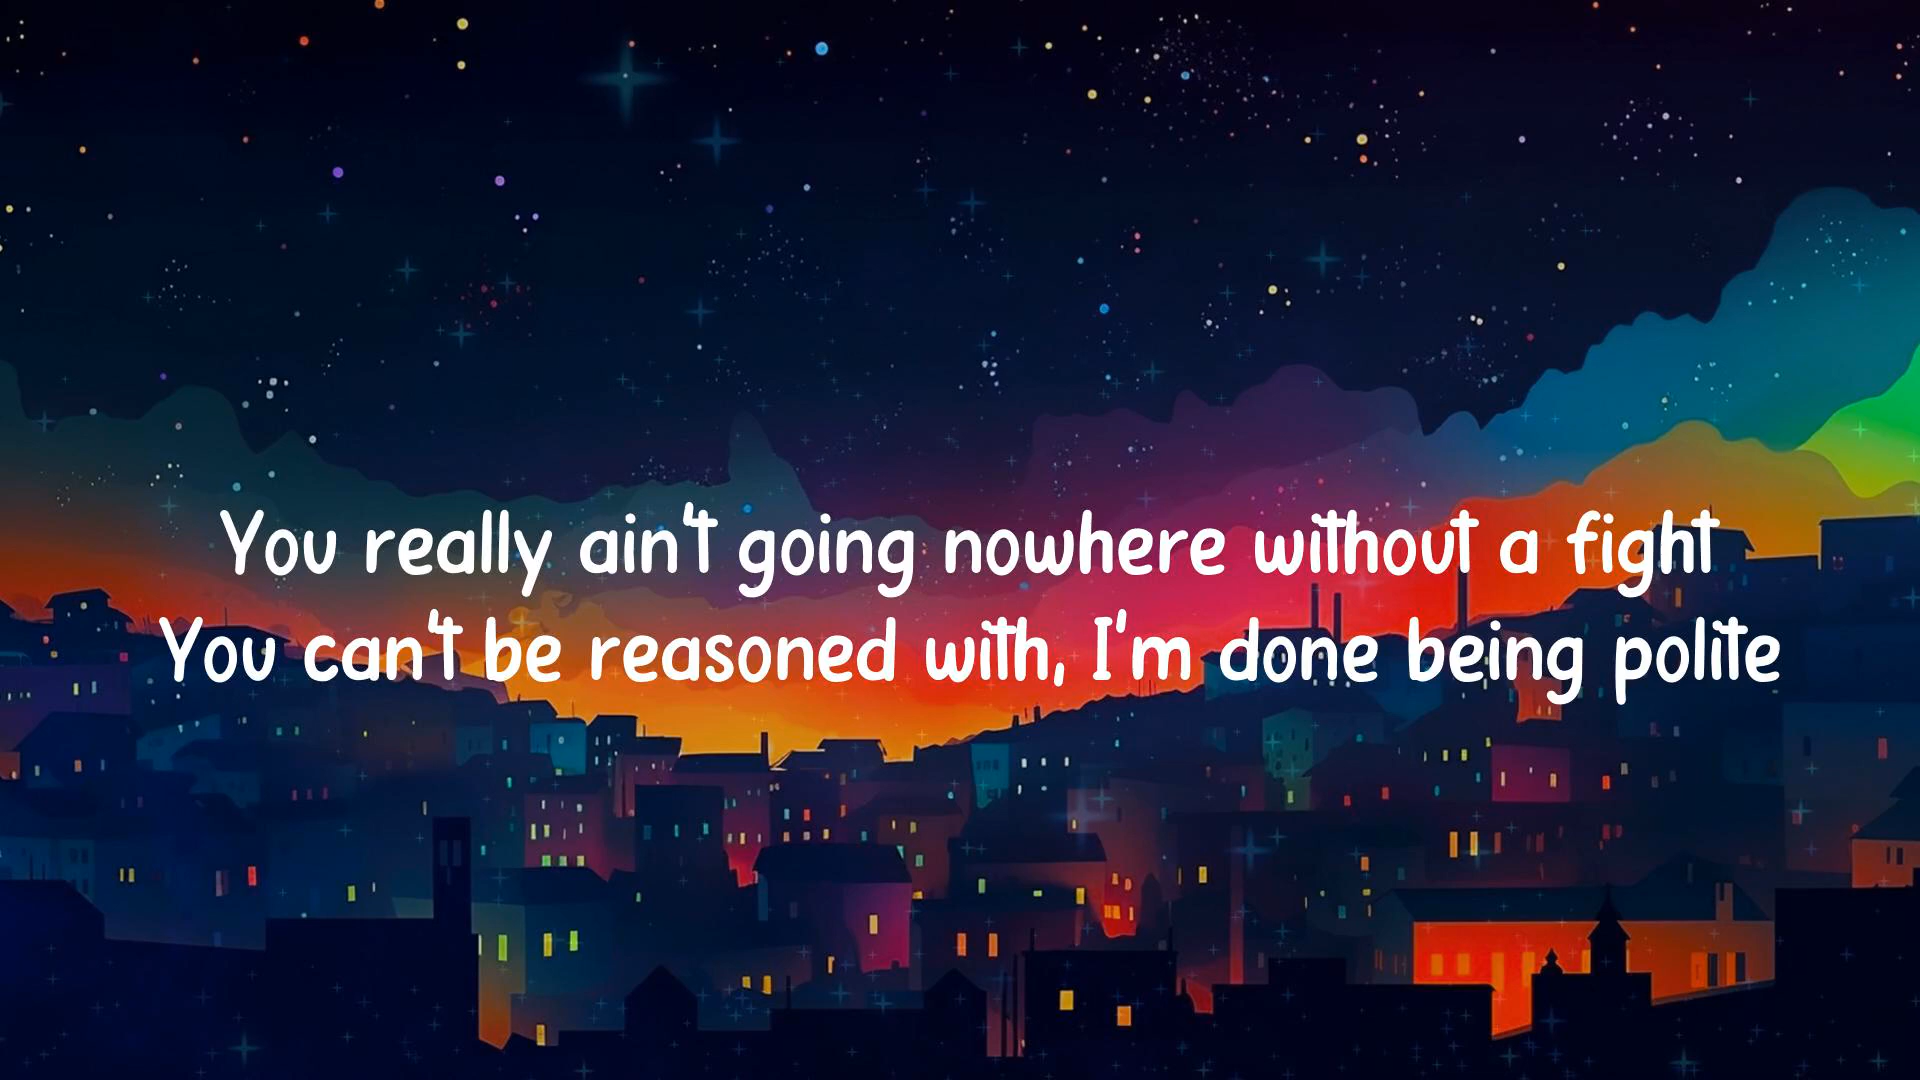 You really ain't going nowhere without a fight
You can't be reasoned with, I'm done being polite